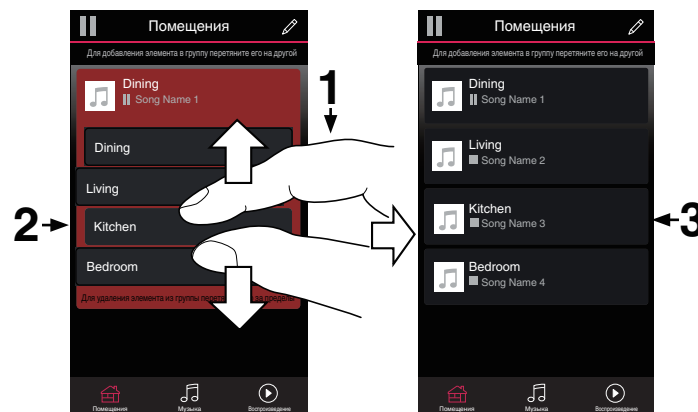 Помещения
Для добавления элемента в группу перетяните его на другой
Dining
Song Name 1
Dining
Living
Kitchen
Bedroom
Для удаления элемента из группы за пределы
Помещения
Музыка
Воспроизведение
1
2
Помещения
Для добавления элемента в группу перетяните его на другой
Dining
Song Name 1
Living
Song Name 2
Kitchen
Song Name 3
Bedroom
Song Name 4
Помещения
Музыка
Воспроизведение
3